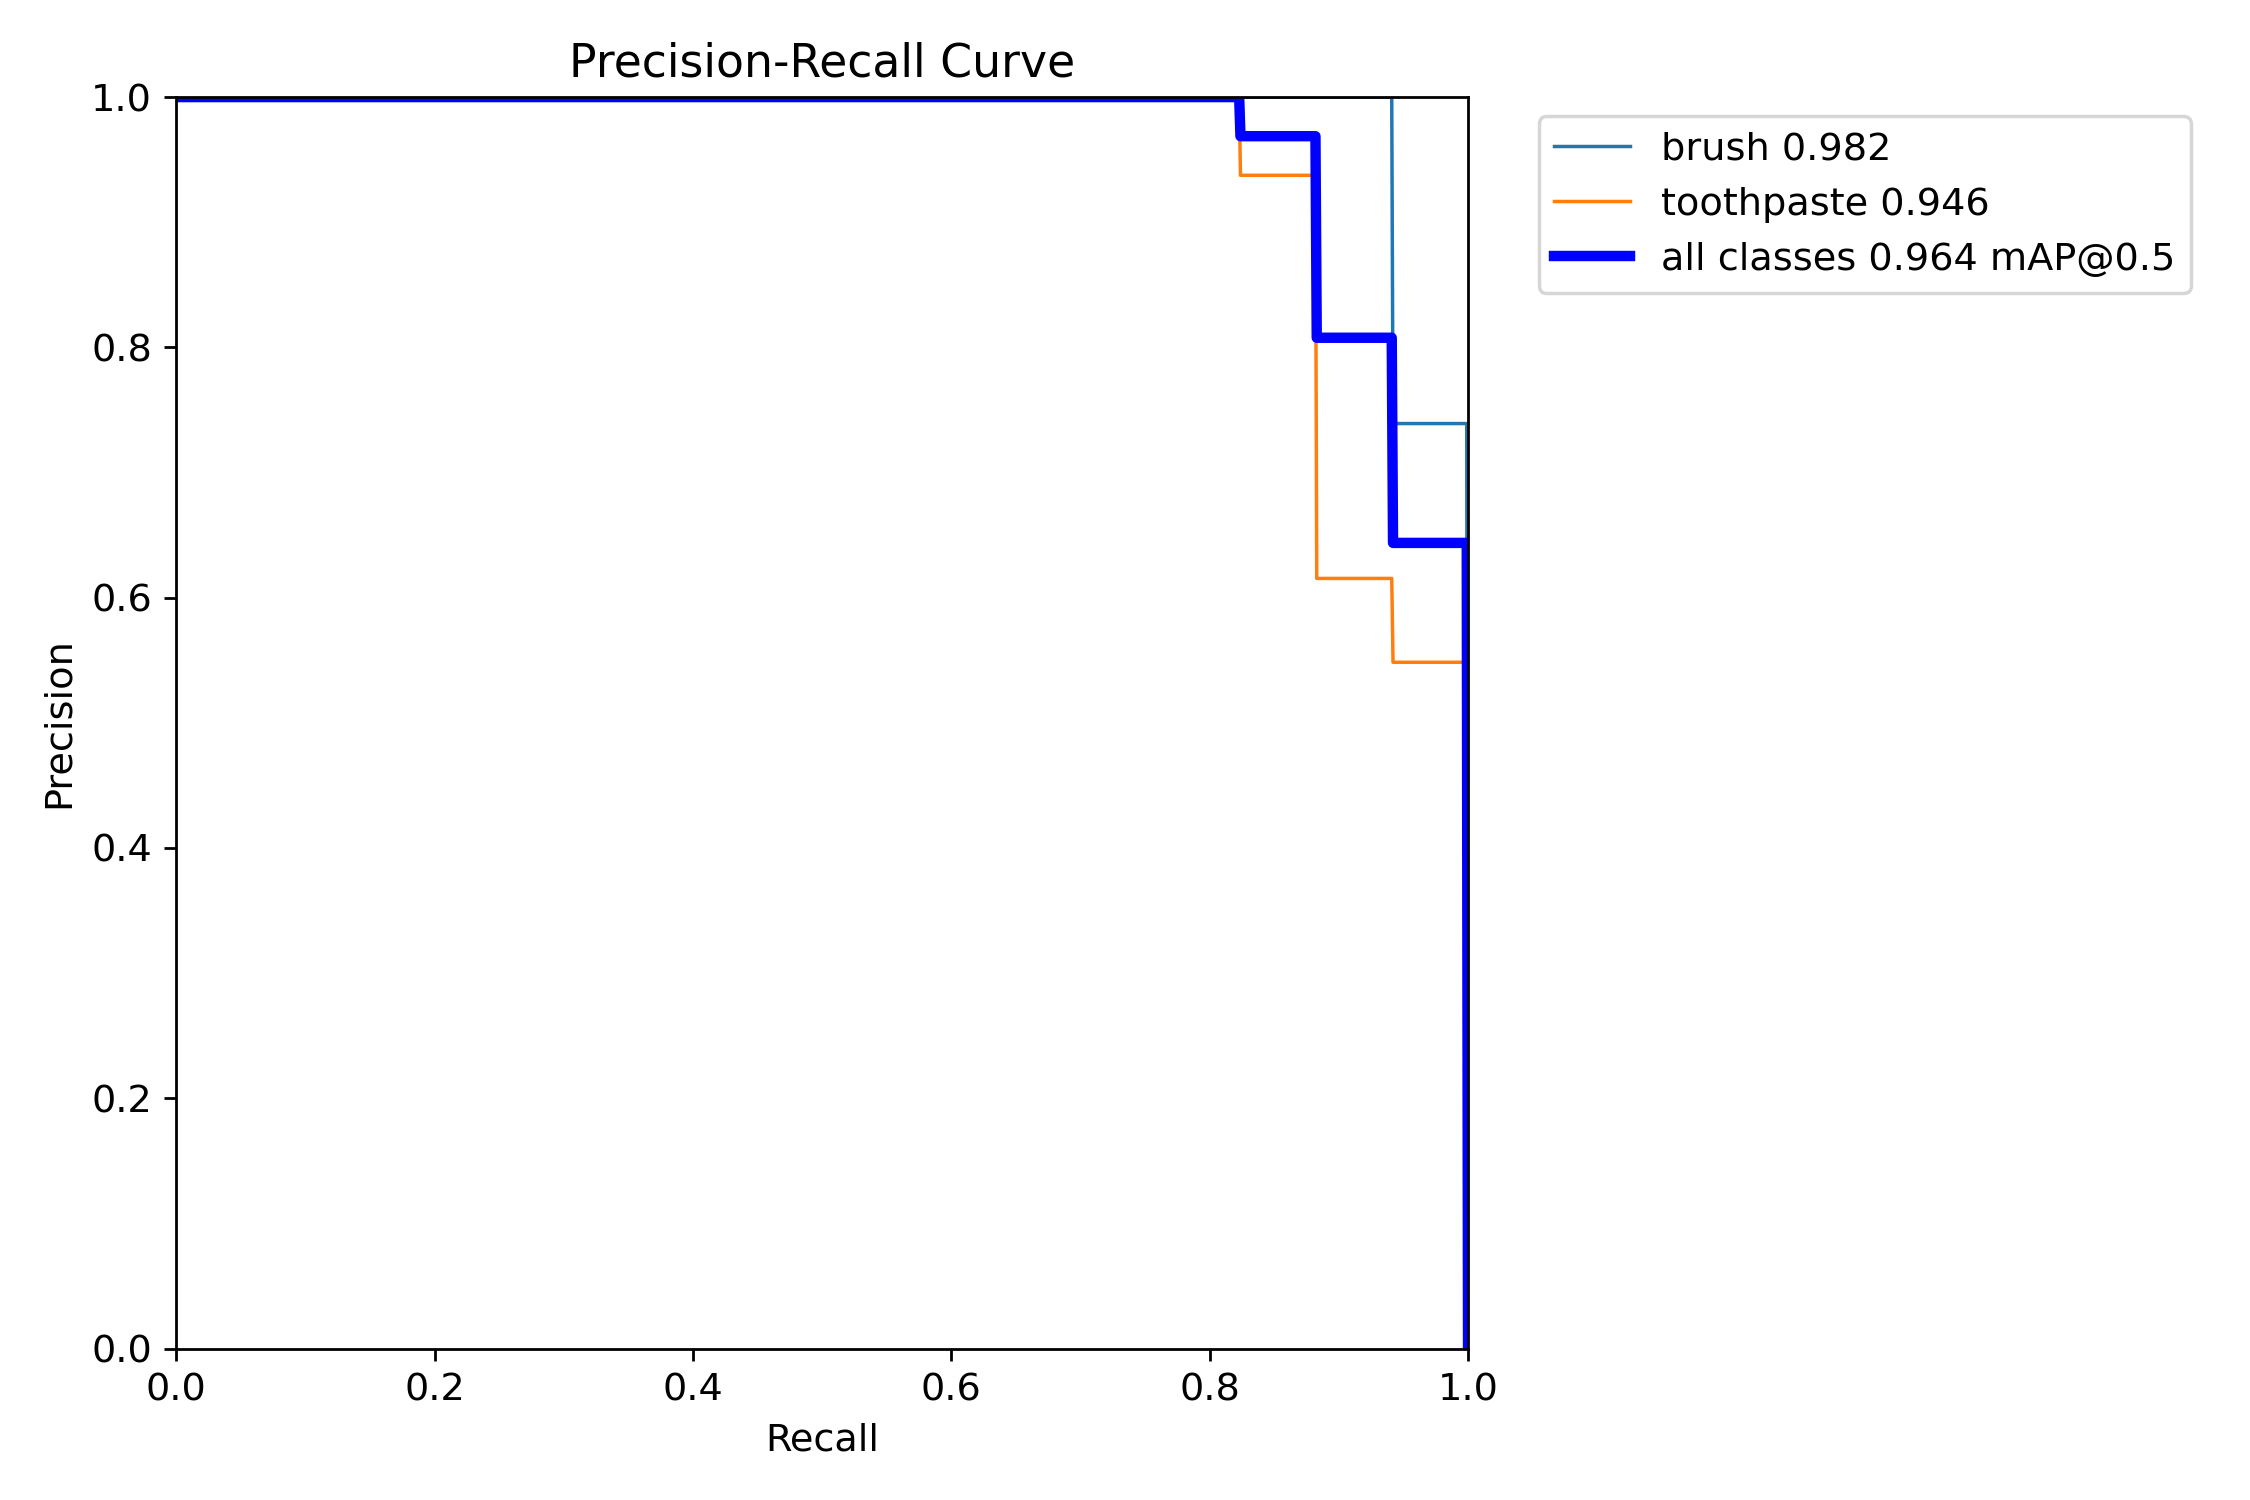 Precision-Recall Curve
brush 0.982
toothpaste 0.946
all classes 0.964 mAP@0.5
1.0
0.8
0.6
0.4
0.2
0.0
Precision
0.0 0.2 0.4 0.6 0.8 1.0
Recall